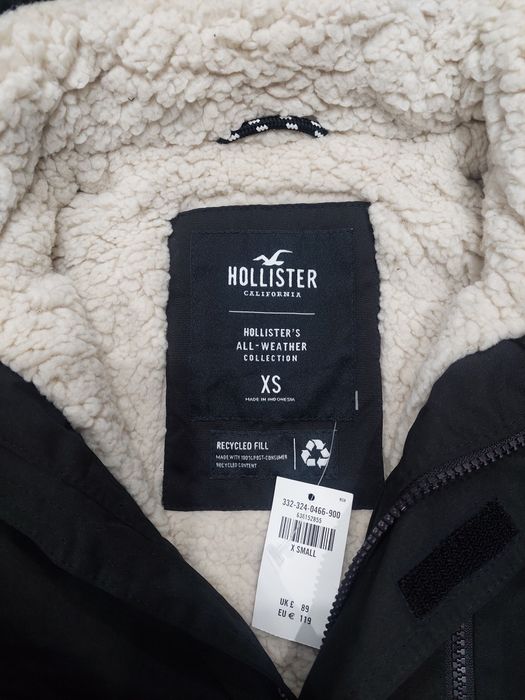 HOLLISTER
CALIFORNIA
HOLLISTER'S
ALL-WEATHER
COLLECTION
XS
MADE IN INDONESIA
RECYCLED FILL
MADE WITH 100% POST-CONSUMER
RECYCLED CONTENT
332-324-0466-900
636152855
X SMALL
UK £ 89
EU € 119